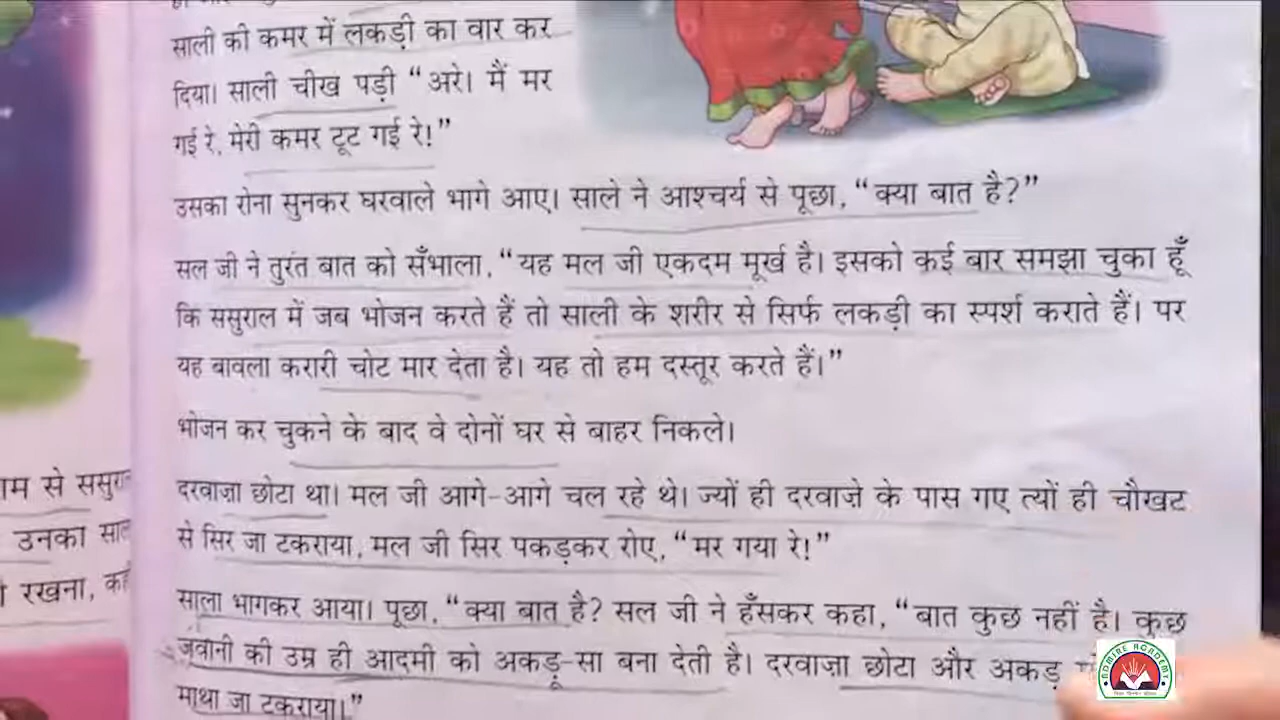 साली की कमर में लकड़ी का वार कर
दिया। साली चीख पड़ी “अरे। मैं मर
गई रे, मेरी कमर टूट गई रे!”
उसका रोना सुनकर घरवाले भागे आए। साले ने आश्चर्य से पूछा, “क्या बात है?”
सल जी ने तुरंत बात को सँभाला, “यह मल जी एकदम मूर्ख है। इसको कई बार समझा चुका हूँ
कि ससुराल में जब भोजन करते हैं तो साली के शरीर से सिर्फ लकड़ी का स्पर्श कराते हैं। पर
यह बावला करारी चोट मार देता है। यह तो हम दस्तूर करते हैं।”
भोजन कर चुकने के बाद वे दोनों घर से बाहर निकले।
दरवाज़ा छोटा था। मल जी आगे-आगे चल रहे थे। ज्यों ही दरवाज़े के पास गए त्यों ही चौखट
से सिर जा टकराया, मल जी सिर पकड़कर रोए, “मर गया रे!”
साला भागकर आया। पूछा, “क्या बात है? सल जी ने हँसकर कहा, “बात कुछ नहीं है। कुछ
जवानी की उम्र ही आदमी को अकड़ू-सा बना देती है। दरवाज़ा छोटा और अकड़
माथा जा टकराया।”
से
उनका
रखना,
ADMIRE ACADEMY